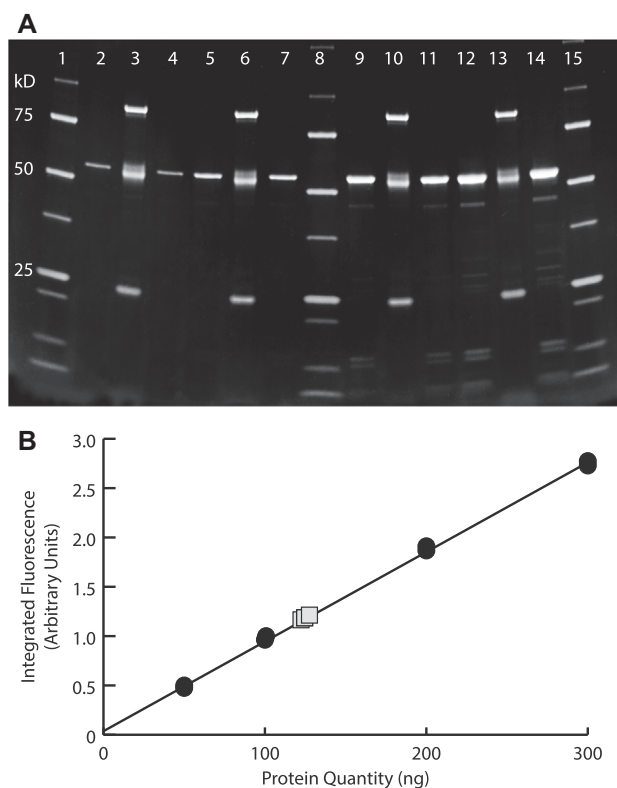 A
1 2 3 4 5 6 7 8 9 10 11 12 13 14 15
kD
75
50
25
B
3.0
2.5
2.0
1.5
1.0
0.5
0
Integrated Fluorescence
(Arbitrary Units)
0 100 200 300
Protein Quantity (ng)